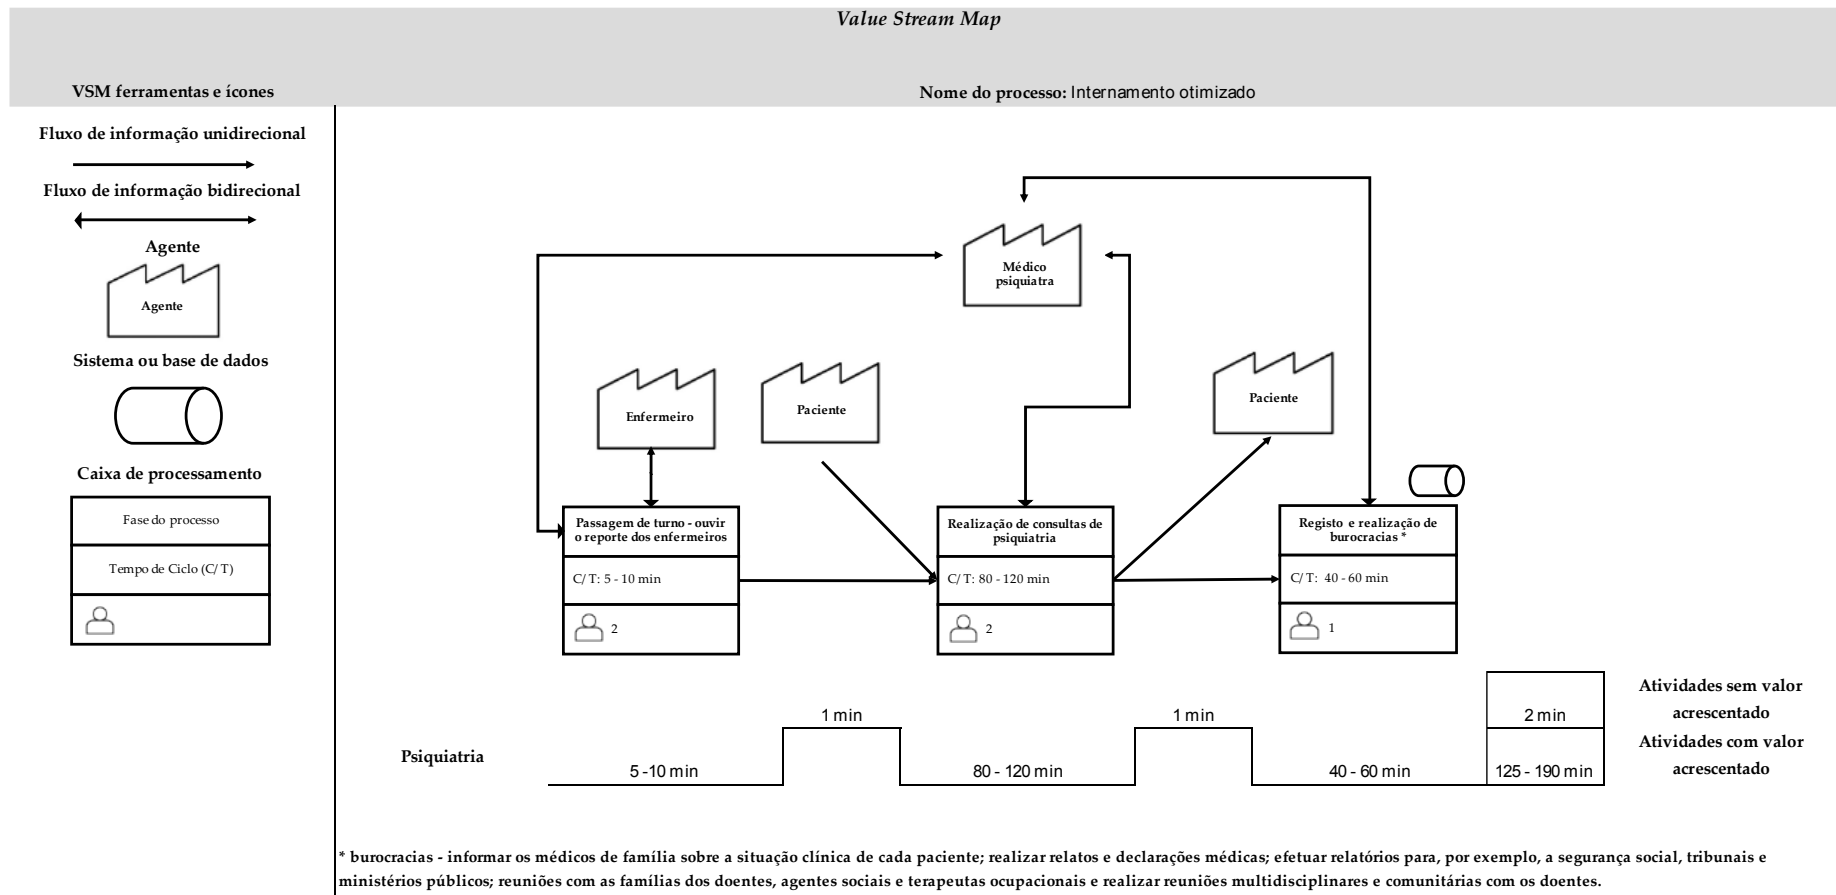 Value Stream Map
VSM ferramentas e ícones
Nome do processo: Internamento otimizado
Fluxo de informação unidirecional
Fluxo de informação bidirecional
Agente
Agente
Sistema ou base de dados
Caixa de processamento
Fase do processo
Tempo de Ciclo (C/T)
Médico
psiquiatra
Enfermeiro
Paciente
Paciente
Passagem de turno - ouvir
o reporte dos enfermeiros
C/T: 5 - 10 min
2
Realização de consultas de
psiquiatria
C/T: 80 - 120 min
2
Registo e realização de
burocracias *
C/T: 40 - 60 min
1
Psiquiatria
5 -10 min
1 min
80 - 120 min
1 min
40 - 60 min
2 min
125 - 190 min
Atividades sem valor
acrescentado
Atividades com valor
acrescentado
* burocracias - informar os médicos de família sobre a situação clínica de cada paciente; realizar relatos e declarações médicas; efetuar relatórios para, por exemplo, a segurança social, tribunais e
ministérios públicos; reuniões com as famílias dos doentes, agentes sociais e terapeutas ocupacionais e realizar reuniões multidisciplinares e comunitárias com os doentes.